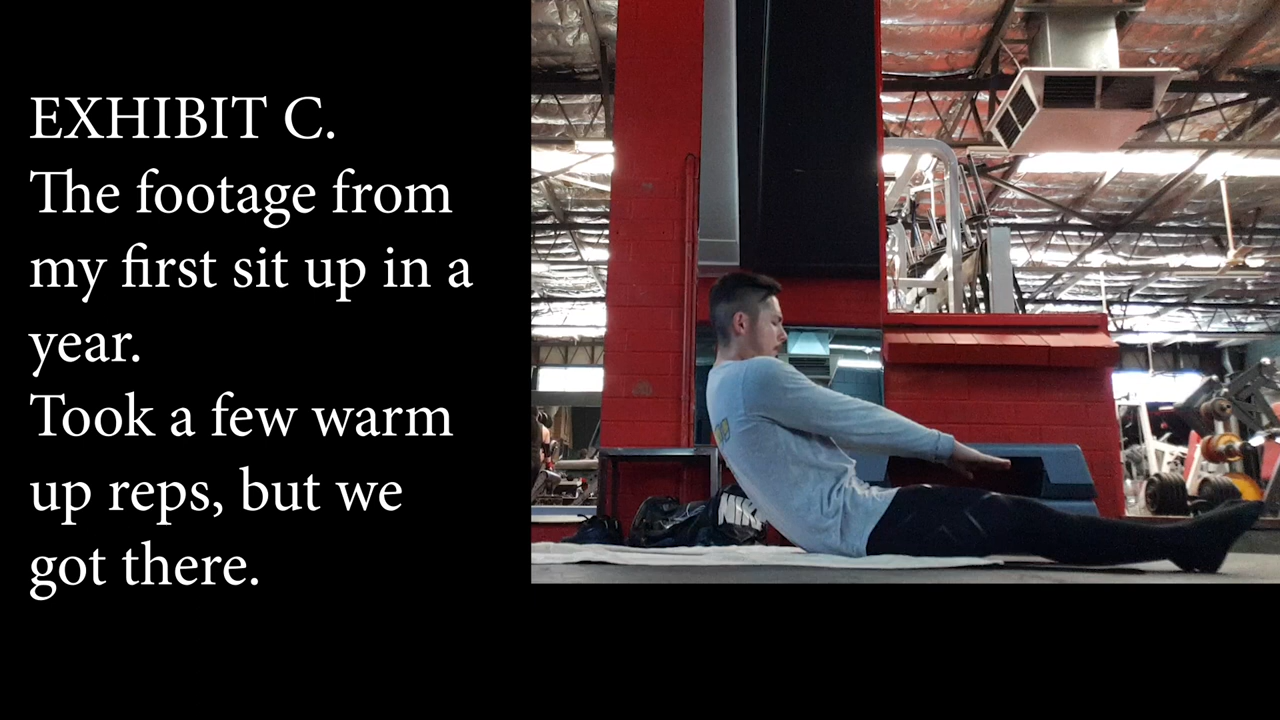 EXHIBIT C.
The footage from
my first sit up in a
year.
Took a few warm
up reps, but we
got there.